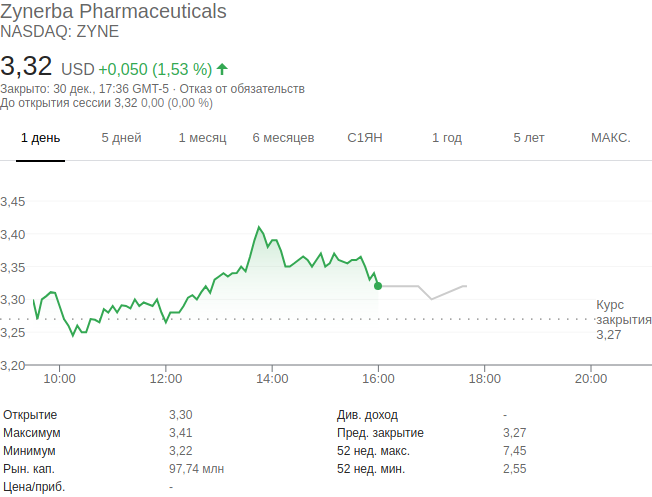 Zynerba Pharmaceuticals
NASDAQ: ZYNE
3,32 USD +0,050 (1,53 %)
Закрыто: 30 дек., 17:36 GMT-5 · Отказ от обязательств
До открытия сессии 3,32 0,00 (0,00 %)
1 день 5 дней 1 месяц 6 месяцев С1ЯН 1 год 5 лет МАКС.
3,45
3,40
3,35
3,30
Курс
закрытия
3,27
3,25
3,20
10:00 12:00 14:00 16:00 18:00 20:00
Открытие 3,30 Див. доход -
Максимум 3,41 Пред. закрытие 3,27
Минимум 3,22 52 нед. макс. 7,45
Рын. кап. 97,74 млн 52 нед. мин. 2,55
Цена/приб. -